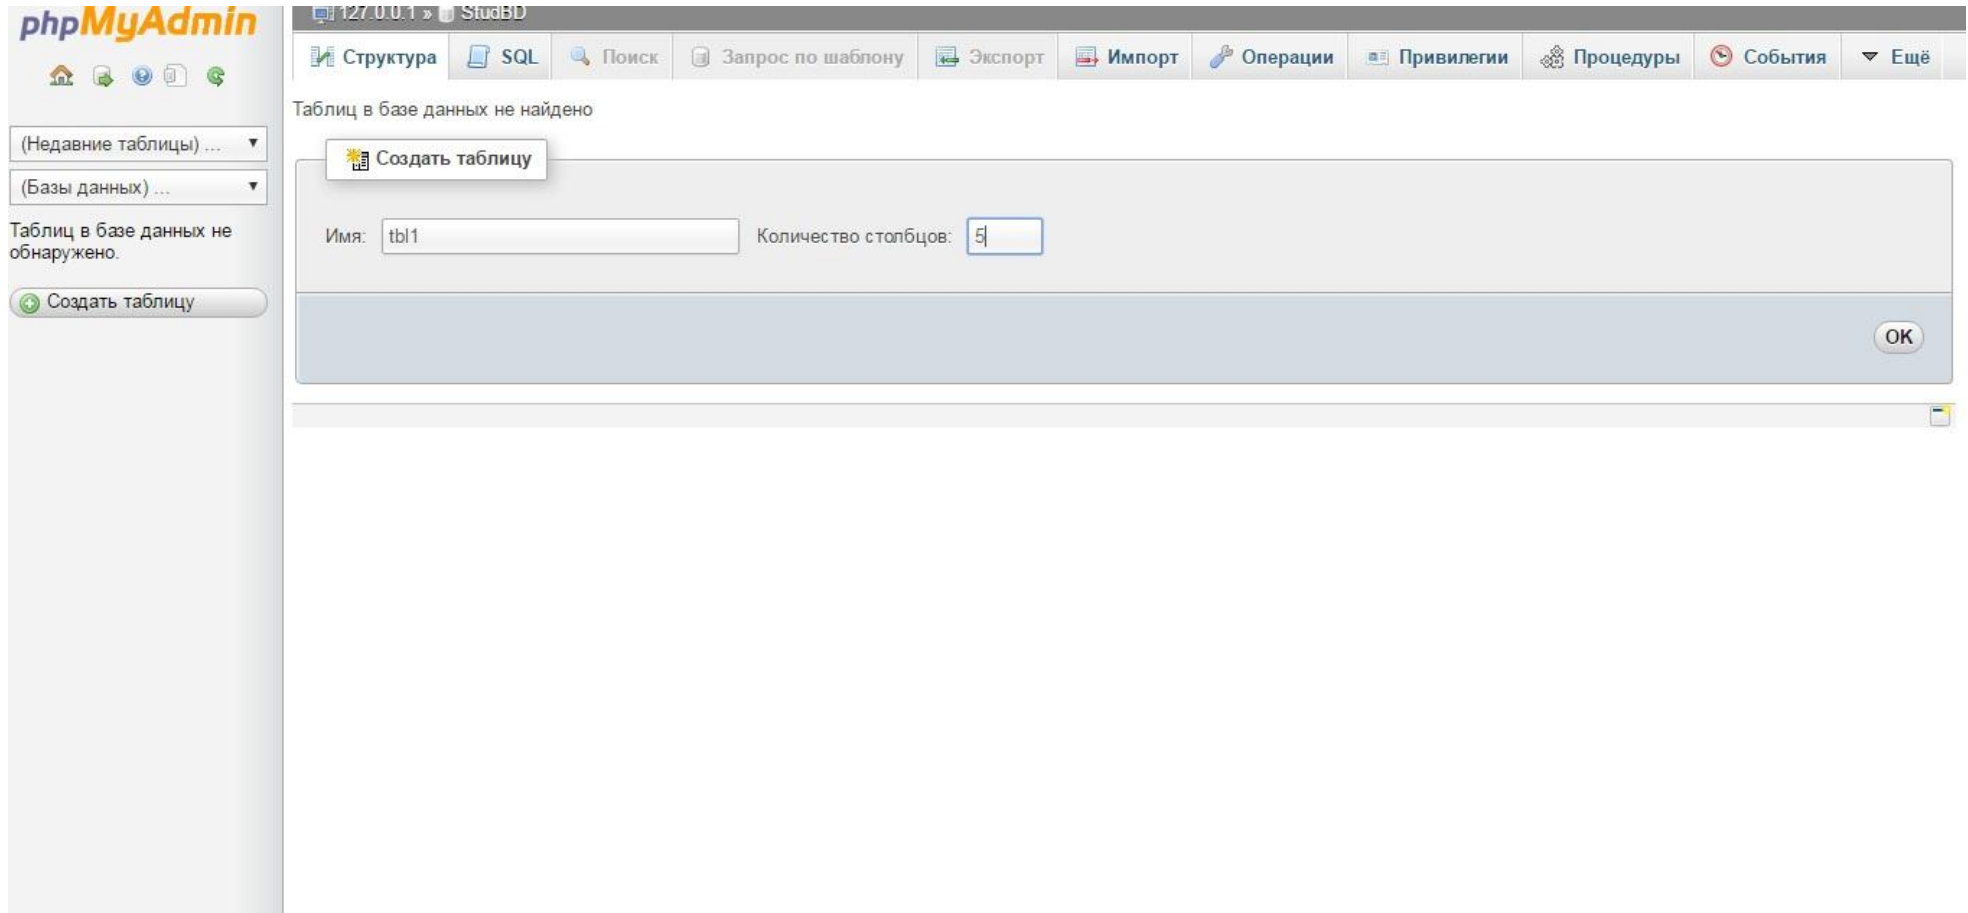 phpMyAdmin
(Недавние таблицы) ...
(Базы данных) ...
Таблиц в базе данных не
обнаружено.
Создать таблицу
127.0.0.1 » StudBD
Структура SQL Поиск Запрос по шаблону Экспорт Импорт Операции Привилегии Процедуры События Ещё
Таблиц в базе данных не найдено
Создать таблицу
Имя: tbl1 Количество столбцов: 5
OK